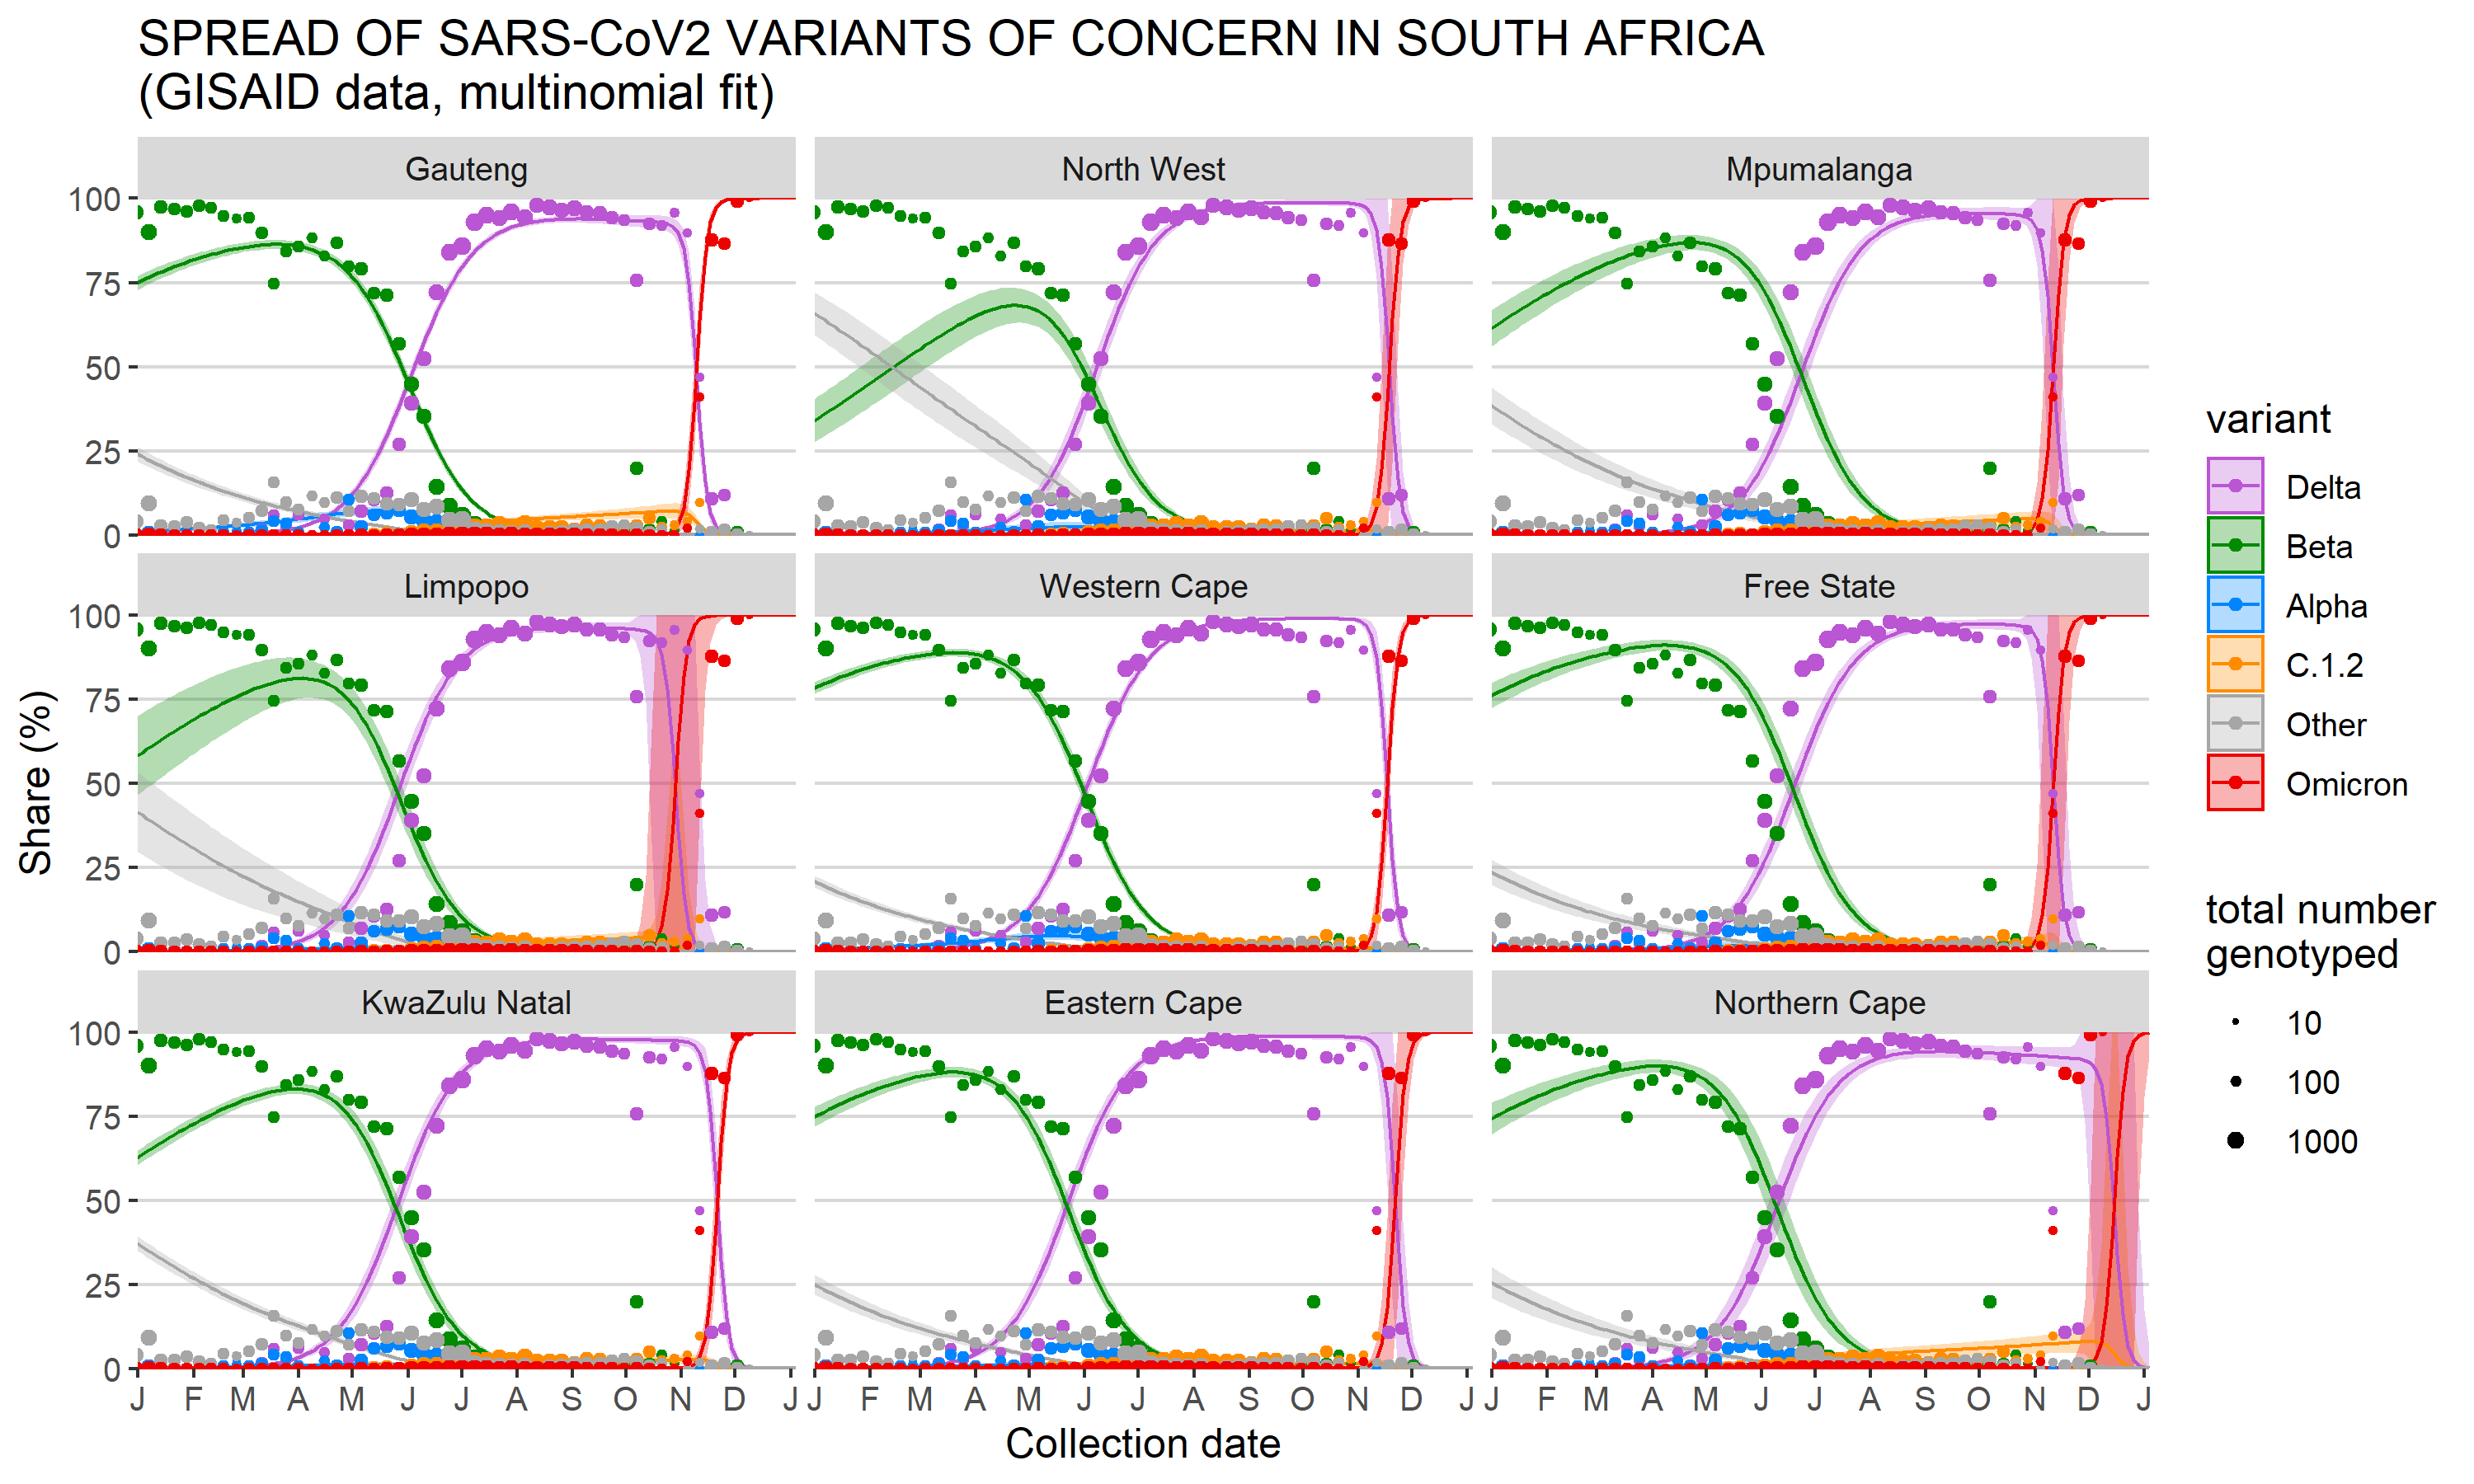 SPREAD OF SARS-CoV2 VARIANTS OF CONCERN IN SOUTH AFRICA
(GISAID data, multinomial fit)
Gauteng
North West
Mpumalanga
100
75
50
25
0
Limpopo
Western Cape
Free State
100
75
50
25
0
KwaZulu Natal
Eastern Cape
Northern Cape
100
75
50
25
0
J F M A M J J A S O N D J
J F M A M J J A S O N D J
J F M A M J J A S O N D J
Share (%)
Collection date
variant
Delta
Beta
Alpha
C.1.2
Other
Omicron
total number
genotyped
10
100
1000